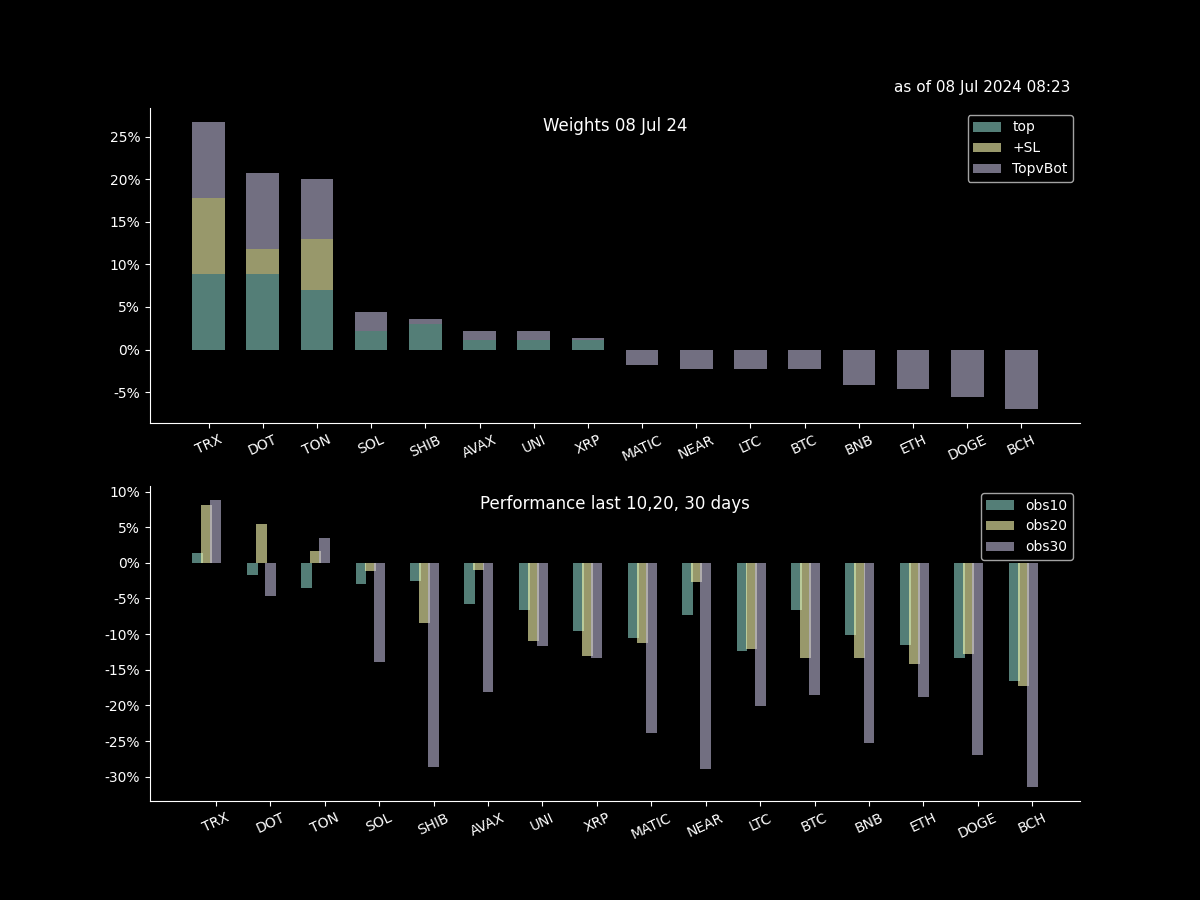 as of 08 Jul 2024 08:23
Weights 08 Jul 24
top
+SL
TopvBot
25%
20%
15%
10%
5%
0%
-5%
TRX DOT TON SOL SHIB AVAX UNI XRP MATIC NEAR LTC BTC BNB ETH DOGE BCH
Performance last 10,20, 30 days
obs10
obs20
obs30
10%
5%
0%
-5%
-10%
-15%
-20%
-25%
-30%
TRX DOT TON SOL SHIB AVAX UNI XRP MATIC NEAR LTC BTC BNB ETH DOGE BCH